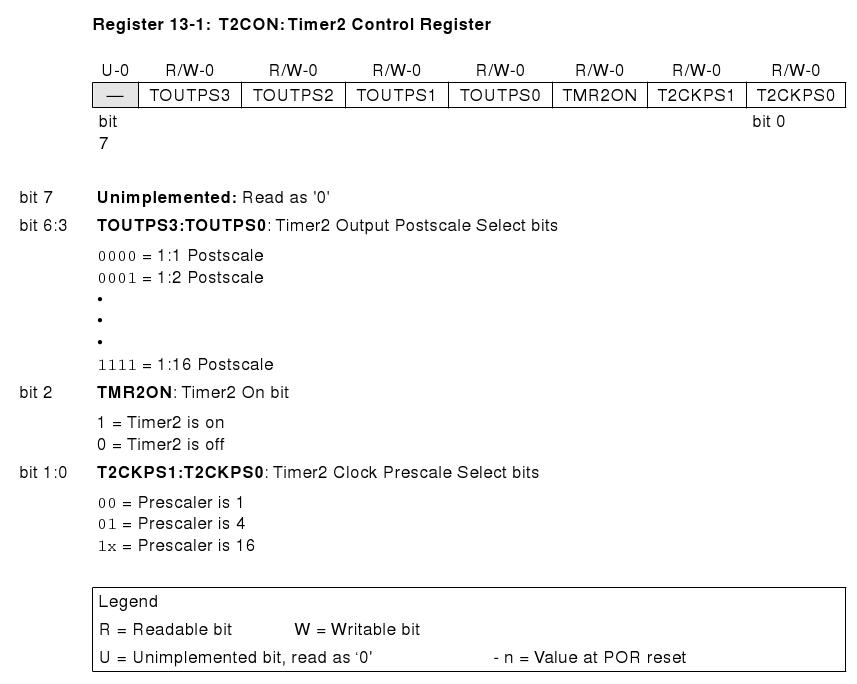 Register 13-1: T2CON: Timer2 Control Register
U-0 R/W-0 R/W-0 R/W-0 R/W-0 R/W-0 R/W-0 R/W-0
— TOUTPS3 TOUTPS2 TOUTPS1 TOUTPS0 TMR2ON T2CKPS1 T2CKPS0
bit bit 0
7
bit 7 Unimplemented: Read as '0'
bit 6:3 TOUTPS3:TOUTPS0: Timer2 Output Postscale Select bits
0000 = 1:1 Postscale
0001 = 1:2 Postscale
•
•
•
1111 = 1:16 Postscale
bit 2 TMR2ON: Timer2 On bit
1 = Timer2 is on
0 = Timer2 is off
bit 1:0 T2CKPS1:T2CKPS0: Timer2 Clock Prescale Select bits
00 = Prescaler is 1
01 = Prescaler is 4
1x = Prescaler is 16
Legend
R = Readable bit W = Writable bit
U = Unimplemented bit, read as ‘0’ - n = Value at POR reset